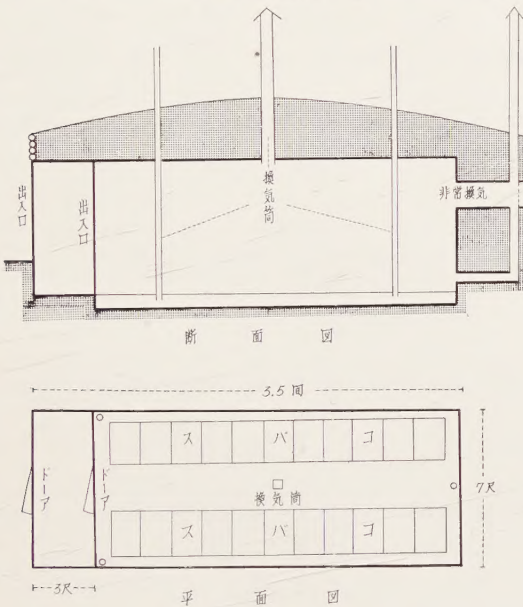 出入口
出入口
換気筒
非常換気
断面図
3.5間
ドーア
ドーア
スバコ
換気筒
スバコ
7尺
3尺
平面図